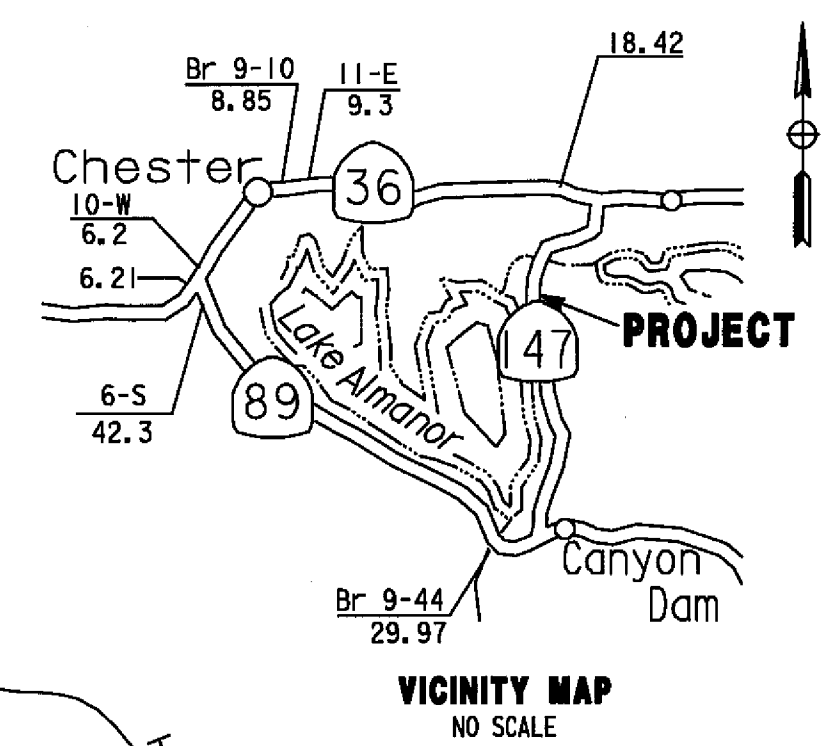 18.42
Br 9-10
8.85
11-E
9.3
Chester
36
10-W
6.2
6.21
PROJECT
147
Lake Almanor
89
6-S
42.3
Canyon
Dam
Br 9-44
29.97
VICINITY MAP
NO SCALE